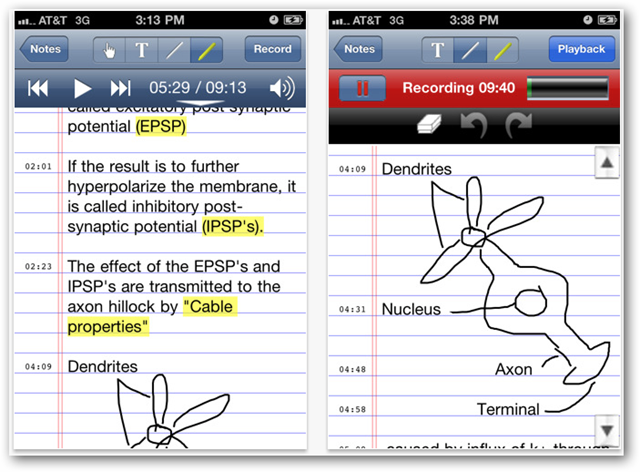 AT&T 3G 3:13 PM
Notes T Record
05:29 / 09:13
called excitatory post synaptic
potential (EPSP)
02:01 If the result is to further
hyperpolarize the membrane, it
is called inhibitory post-
synaptic potential (IPSP's).
02:23 The effect of the EPSP's and
IPSP's are transmitted to the
axon hillock by "Cable
properties"
04:09 Dendrites
AT&T 3G 3:38 PM
Notes T Playback
Recording 09:40
04:09 Dendrites
04:31 Nucleus
04:48 Axon
04:58 Terminal
caused by influx of k+ through